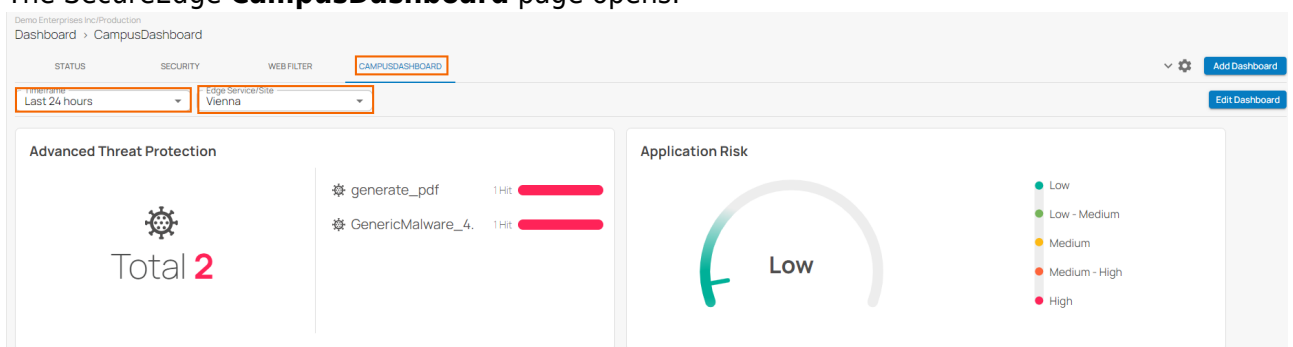 The SecureEdge CampusDashboard page opens.
Demo Enterprises Inc/Production
Dashboard > CampusDashboard
STATUS SECURITY WEB FILTER CAMPUSDASHBOARD Add Dashboard
Timeframe Edge Service/Site
Last 24 hours Vienna Edit Dashboard
Advanced Threat Protection
generate_pdf 1 Hit
GenericMalware_4. 1 Hit
Total 2
Application Risk
Low
Low
Low - Medium
Medium
Medium - High
High